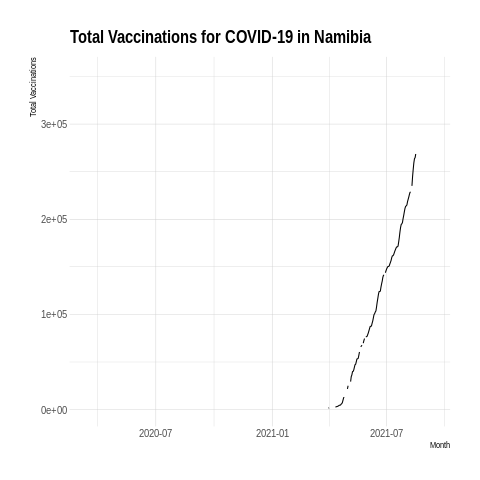 Total Vaccinations for COVID-19 in Namibia
Total Vaccinations
3e+05
2e+05
1e+05
0e+00
2020-07
2021-01
2021-07
Month